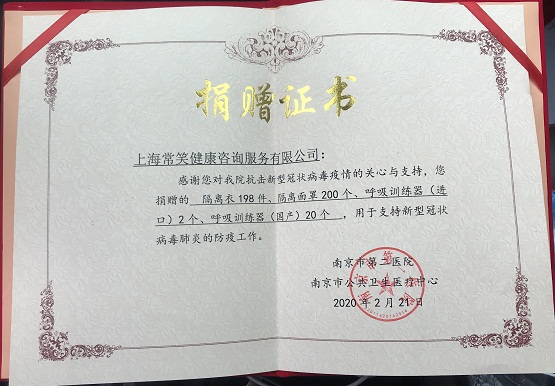 捐赠证书
上海常笑健康咨询服务有限公司：
感谢您对我院抗击新型冠状病毒疫情的关心与支持，您
捐赠的 隔离衣198件、隔离面罩200个、呼吸训练器（进
口）2个、呼吸训练器（国产）20个 ，用于支持新型冠状
病毒肺炎的防疫工作。
南京市第二医院
南京市公共卫生医疗中心
2020年2月21日